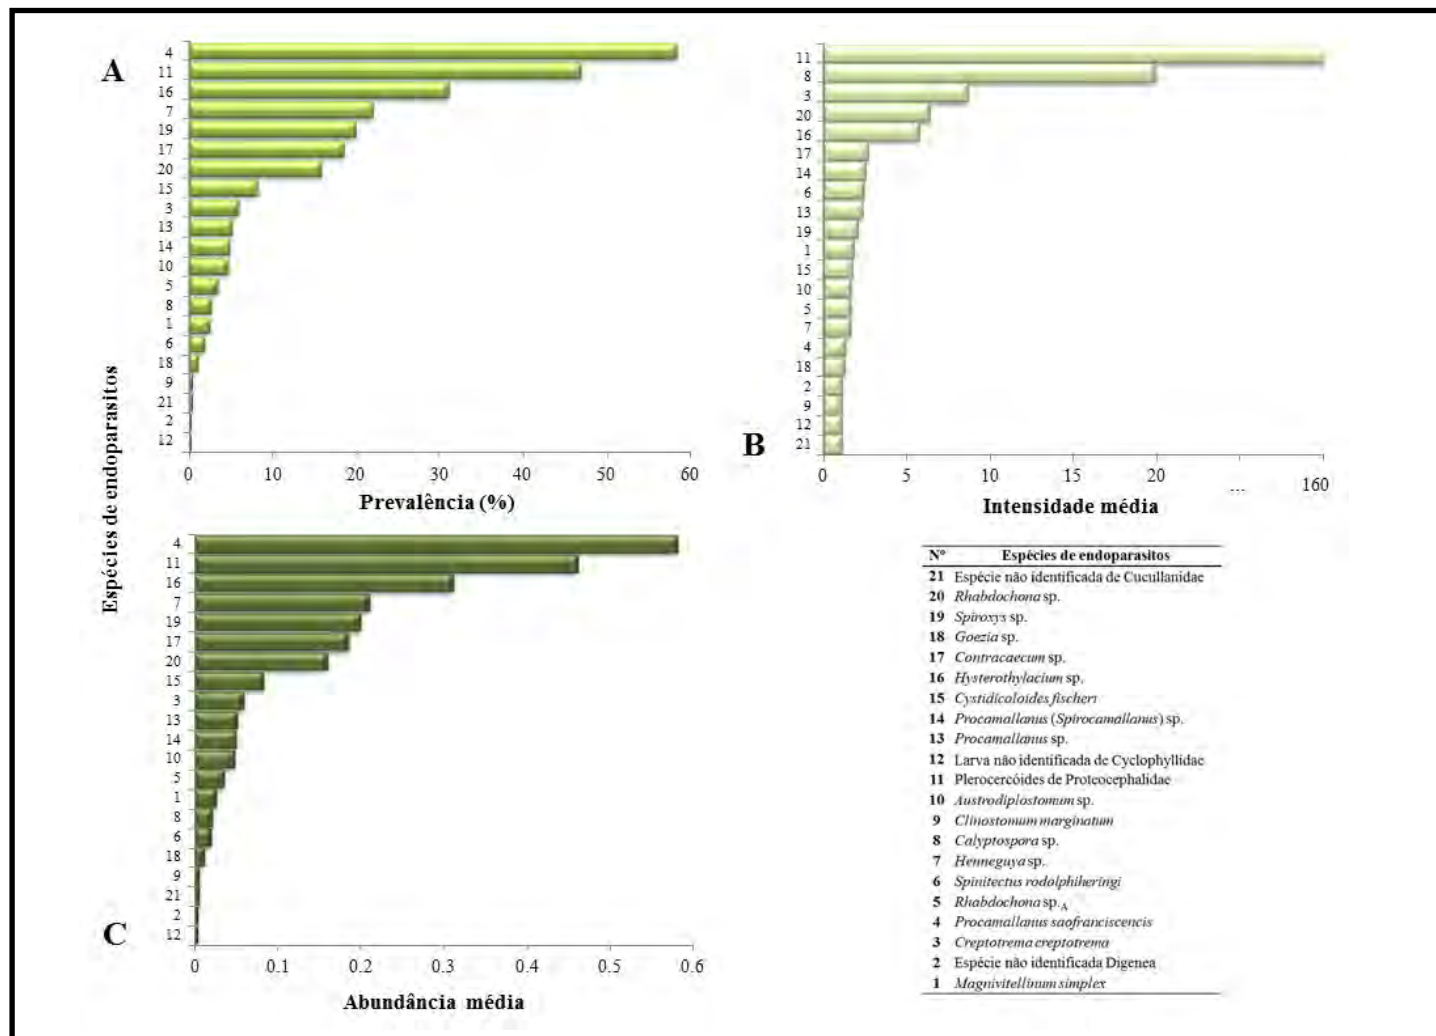 A
4
11
16
7
19
17
20
15
3
13
14
10
5
8
1
6
18
9
21
2
12
0 10 20 30 40 50 60
Prevalência (%)
B
11
8
3
20
16
17
14
6
13
19
1
15
10
5
7
4
18
2
9
12
21
0 5 10 15 20 ... 160
Intensidade média
Espécies de endoparasitos
C
4
11
16
7
19
17
20
15
3
13
14
10
5
1
8
6
18
9
21
2
12
0 0.1 0.2 0.3 0.4 0.5 0.6
Abundância média
Nº Espécies de endoparasitos
21 Espécie não identificada de Cucullanidae
20 Rhabdochona sp.
19 Spiroxys sp.
18 Goezia sp.
17 Contracaecum sp.
16 Hysterothylacium sp.
15 Cystidicoloides fischeri
14 Procamallanus (Spirocamallanus) sp.
13 Procamallanus sp.
12 Larva não identificada de Cyclophyllidae
11 Plerocercóides de Proteocephalidae
10 Austrodiplostomum sp.
9 Clinostomum marginatum
8 Calyptospora sp.
7 Henneguya sp.
6 Spinitectus rodolphiheringi
5 Rhabdochona sp.A
4 Procamallanus saofranciscencis
3 Creptotrema creptotrema
2 Espécie não identificada Digenea
1 Magnivitellinum simplex